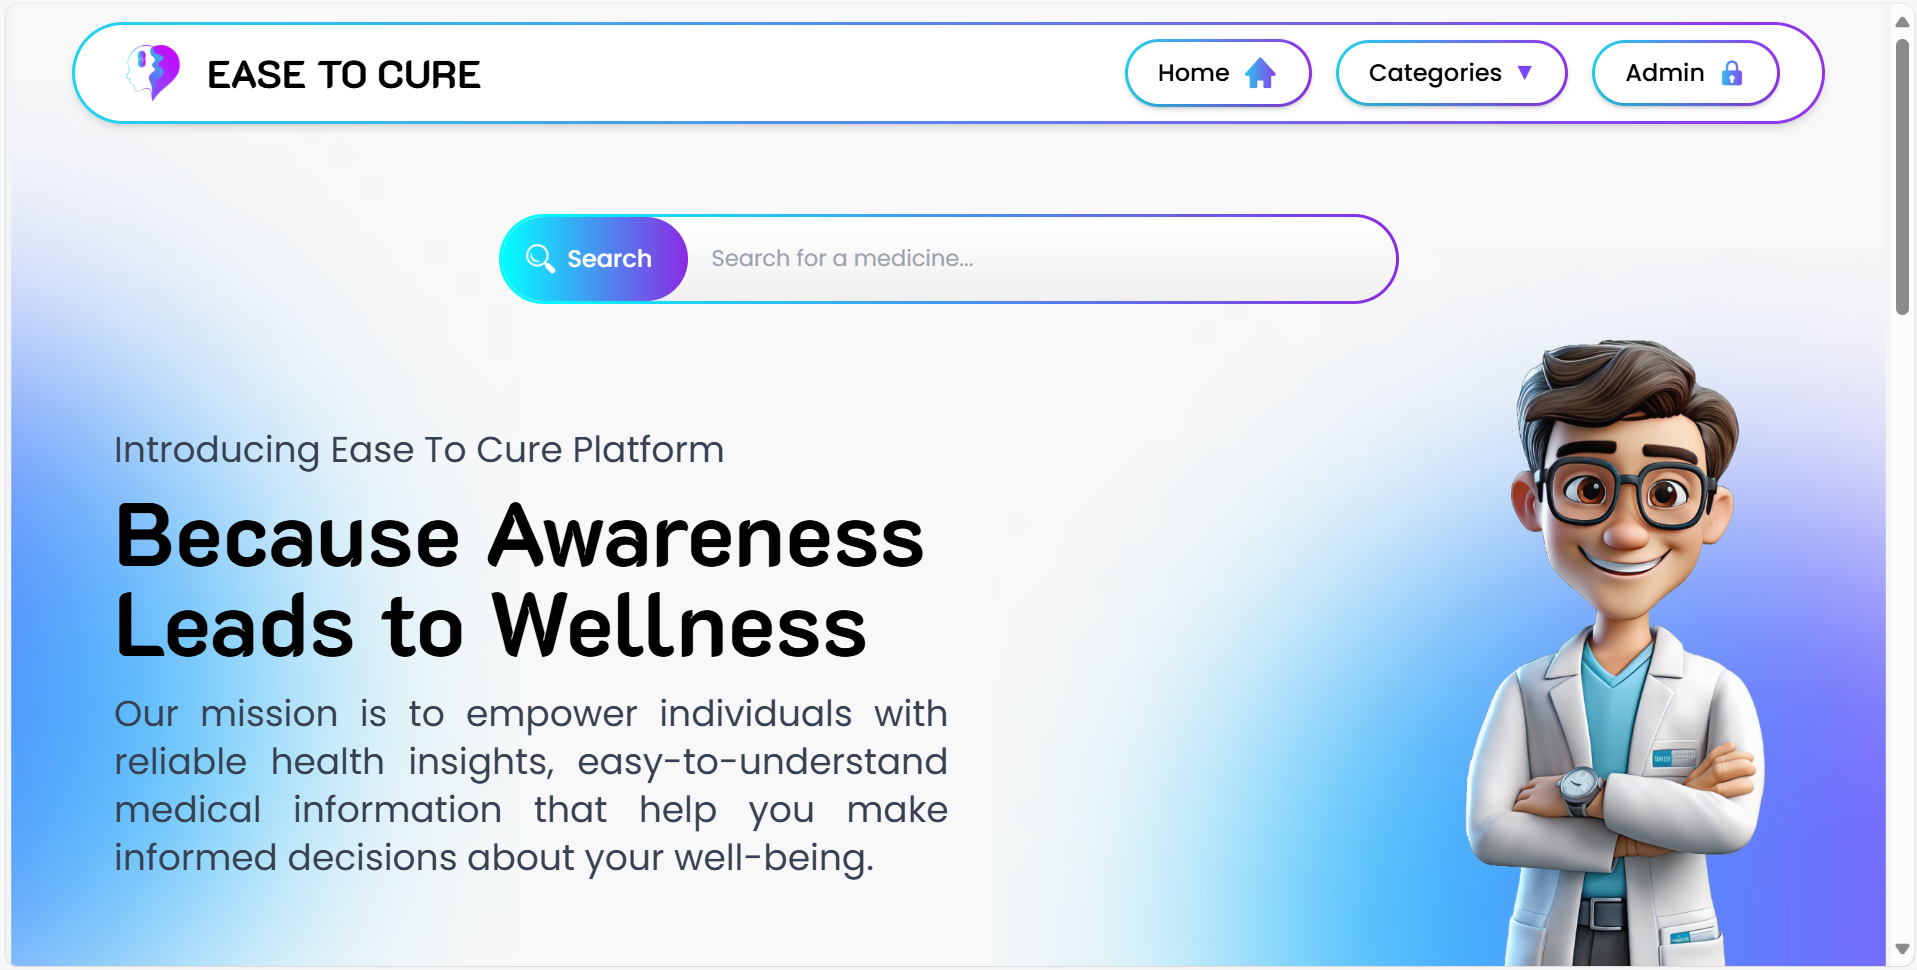 EASE TO CURE
Home
Categories
Admin
Search
Search for a medicine...
Introducing Ease To Cure Platform
Because Awareness
Leads to Wellness
Our mission is to empower individuals with
reliable health insights, easy-to-understand
medical information that help you make
informed decisions about your well-being.